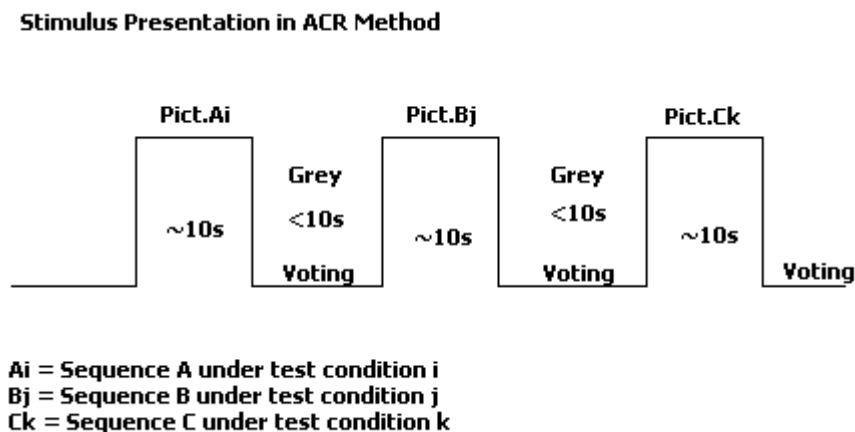 Stimulus Presentation in ACR Method
Pict.Ai Pict.Bj Pict.Ck
Grey Grey
<10s <10s
~10s ~10s ~10s
Voting Voting Voting
Ai = Sequence A under test condition i
Bj = Sequence B under test condition j
Ck = Sequence C under test condition k